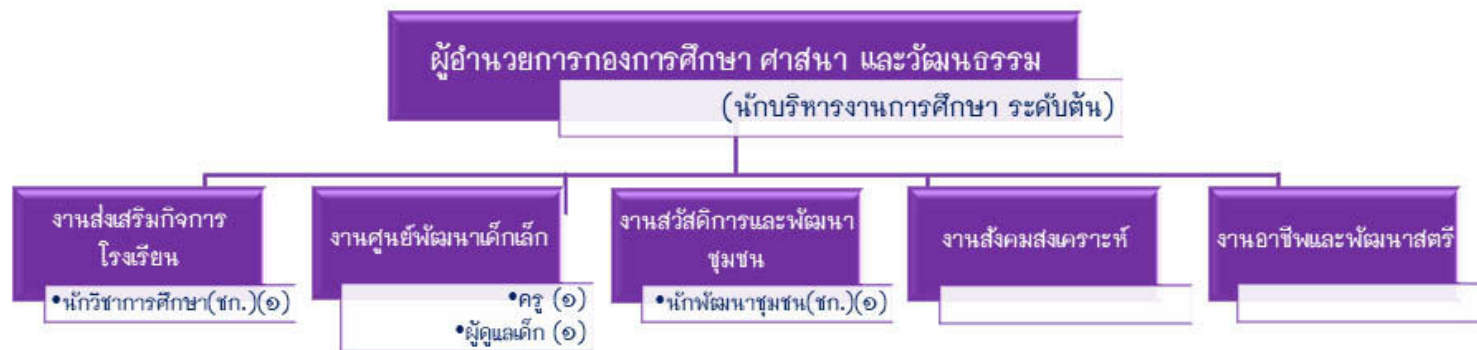 ผู้อำนวยการกองการศึกษา ศาสนา และวัฒนธรรม
(นักบริหารงานการศึกษา ระดับต้น)
งานส่งเสริมกิจการ
โรงเรียน
•นักวิชาการศึกษา(ชก.)(๑)
งานศูนย์พัฒนาเด็กเล็ก
•ครู (๑)
•ผู้ดูแลเด็ก (๑)
งานสวัสดิการและพัฒนา
ชุมชน
•นักพัฒนาชุมชน(ชก.)(๑)
งานสังคมสงเคราะห์
งานอาชีพและพัฒนาสตรี